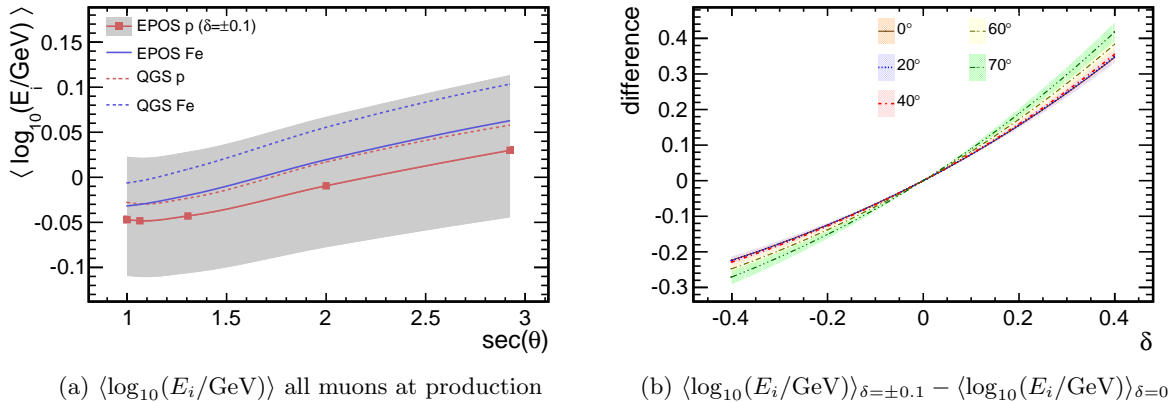 ⟨ log10(Ei/GeV) ⟩
0.15
0.1
0.05
0
-0.05
-0.1
EPOS p (δ=±0.1)
EPOS Fe
QGS p
QGS Fe
1 1.5 2 2.5 3
sec(θ)
(a) ⟨log10(Ei/GeV)⟩ all muons at production
difference
0.4
0.3
0.2
0.1
0
-0.1
-0.2
-0.3
0° 60°
20° 70°
40°
-0.4 -0.2 0 0.2 0.4
δ
(b) ⟨log10(Ei/GeV)⟩δ=±0.1 − ⟨log10(Ei/GeV)⟩δ=0